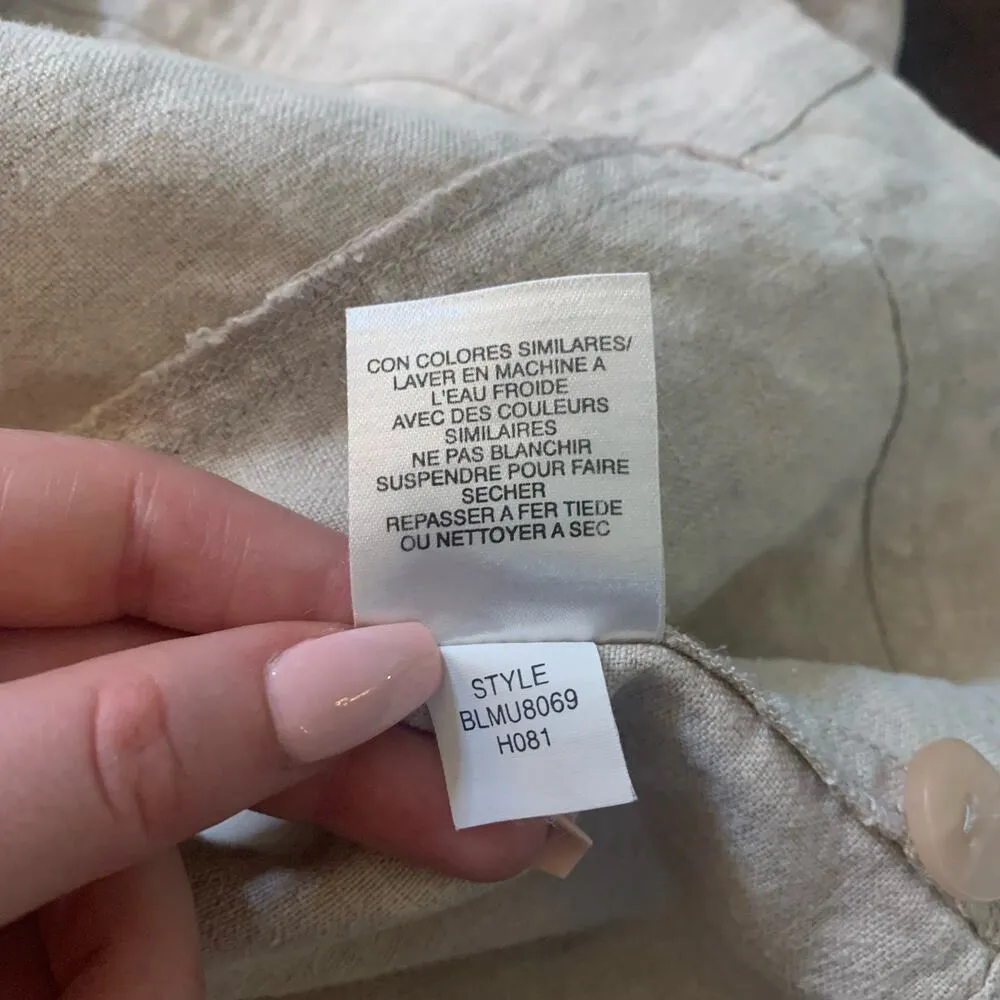 CON COLORES SIMILARES/
LAVER EN MACHINE A
L'EAU FROIDE
AVEC DES COULEURS
SIMILAIRES
NE PAS BLANCHIR
SUSPENDRE POUR FAIRE
SECHER
REPASSER A FER TIEDE
OU NETTOYER A SEC
STYLE
BLMU8069
H081